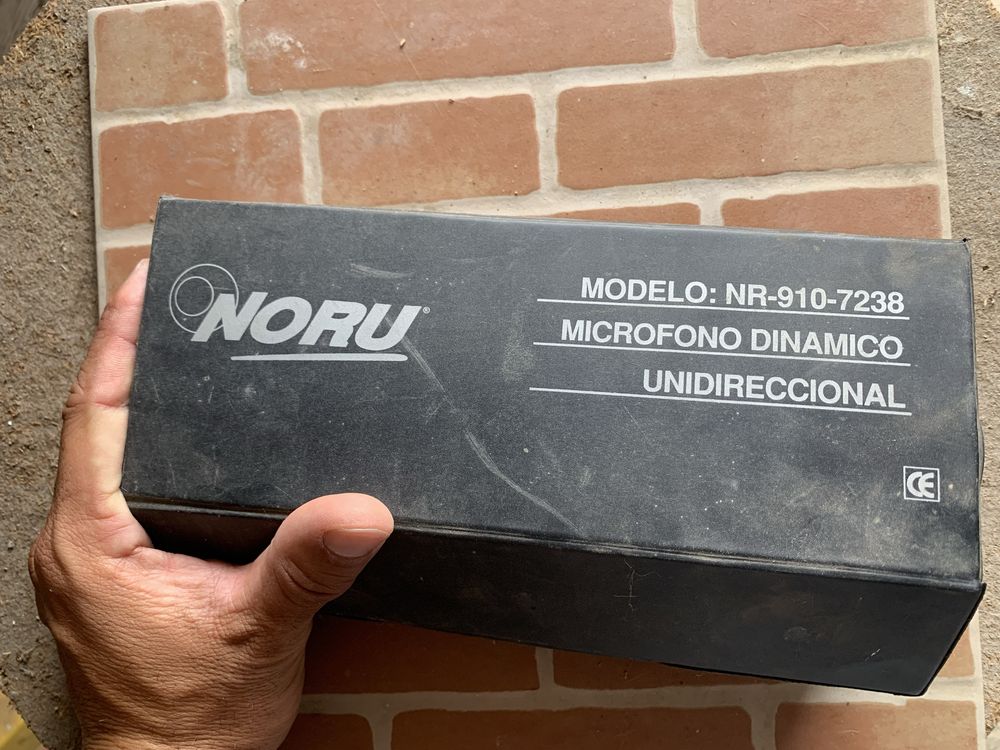 NORU®
MODELO: NR-910-7238
MICROFONO DINAMICO
UNIDIRECCIONAL
CE